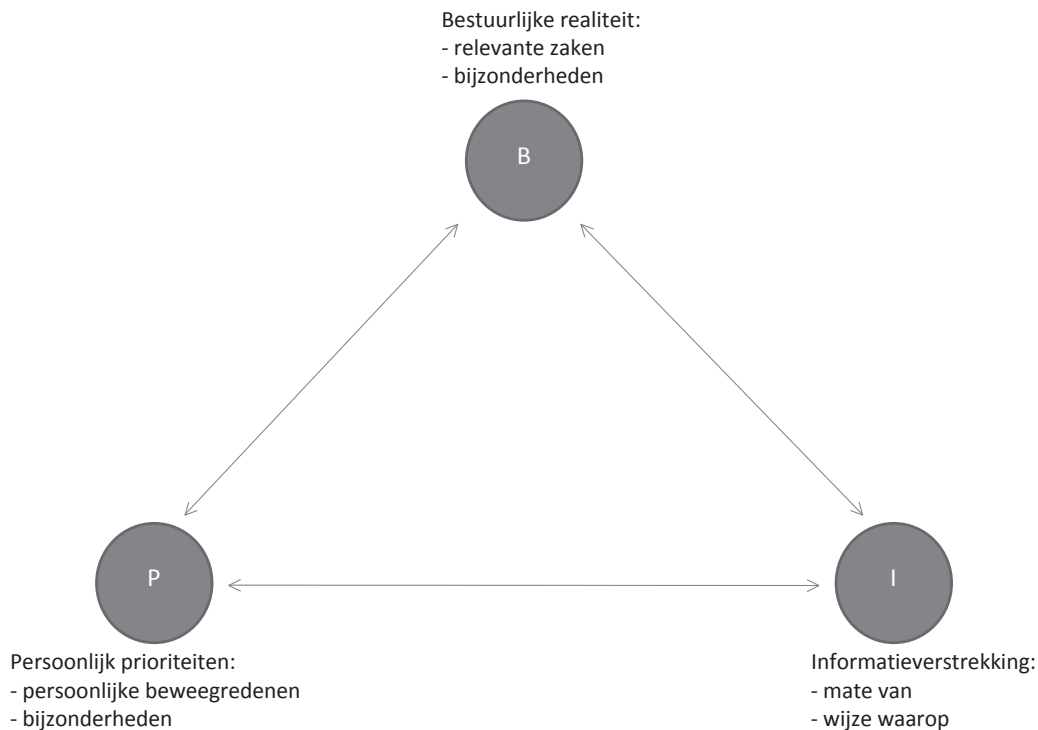 Bestuurlijke realiteit:
- relevante zaken
- bijzonderheden
B
P
I
Persoonlijk prioriteiten:
- persoonlijke beweegredenen
- bijzonderheden
Informatieverstrekking:
- mate van
- wijze waarop